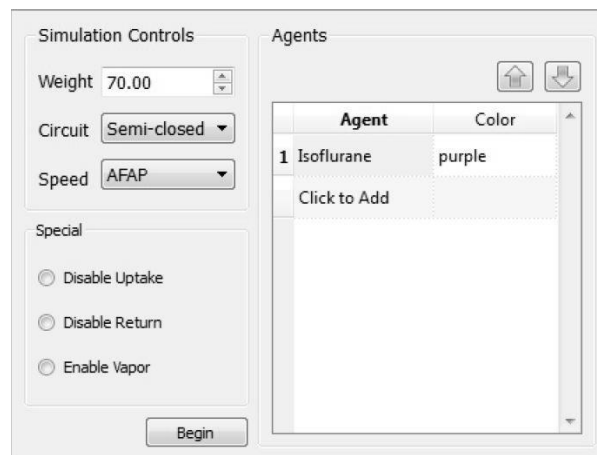 Simulation Controls
Weight 70.00
Circuit Semi-closed
Speed AFAP
Special
Disable Uptake
Disable Return
Enable Vapor
Begin
Agents
Agent Color
1 Isoflurane purple
Click to Add